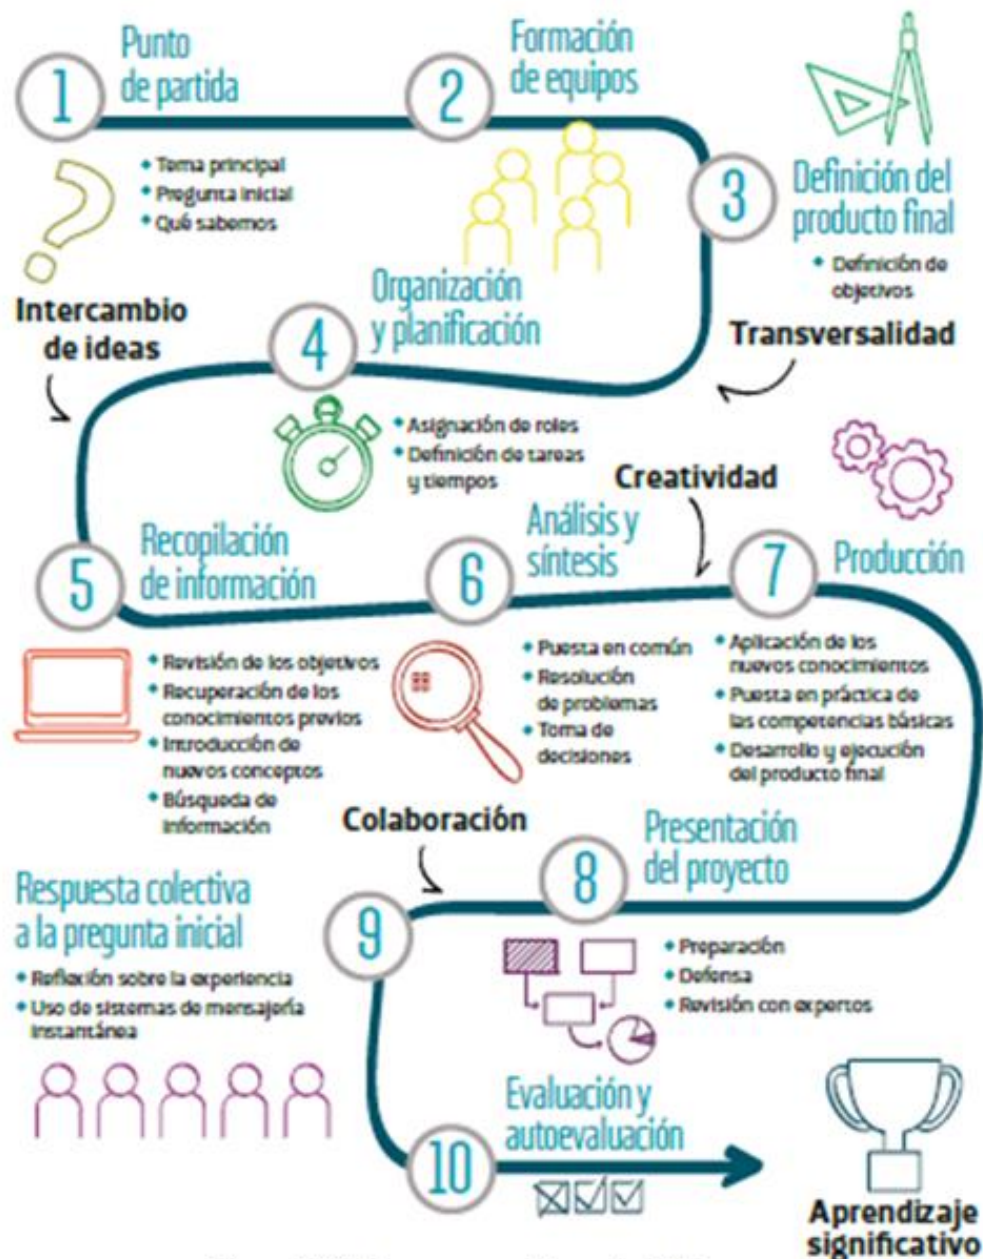 1
Punto
de partida
• Tema principal
• Pregunta inicial
• Qué sabemos
2
Formación
de equipos
3
Definición del
producto final
• Definición de
objetivos
Transversalidad
4
Organización
y planificación
• Asignación de roles
• Definición de tareas
y tiempos
Intercambio
de ideas
5
Recopilación
de información
• Revisión de los objetivos
• Recuperación de los
conocimientos previos
• Introducción de
nuevos conceptos
• Búsqueda de
información
6
Análisis y
síntesis
• Puesta en común
• Resolución
de problemas
• Toma de
decisiones
Creatividad
7
Producción
• Aplicación de los
nuevos conocimientos
• Puesta en práctica de
las competencias básicas
• Desarrollo y ejecución
del producto final
8
Presentación
del proyecto
• Preparación
• Defensa
• Revisión con expertos
Colaboración
9
Respuesta colectiva
a la pregunta inicial
• Reflexión sobre la experiencia
• Uso de sistemas de mensajería
instantánea
10
Evaluación y
autoevaluación
Aprendizaje
significativo